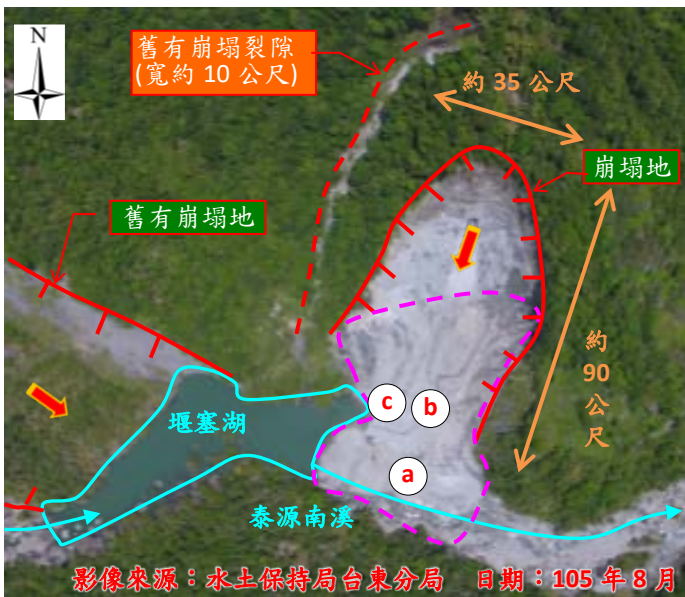 N
舊有崩塌裂隙
(寬約 10 公尺)
約 35 公尺
崩塌地
舊有崩塌地
約
90
公
尺
堰塞湖
c
b
a
泰源南溪
影像來源：水土保持局台東分局 日期：105 年 8 月